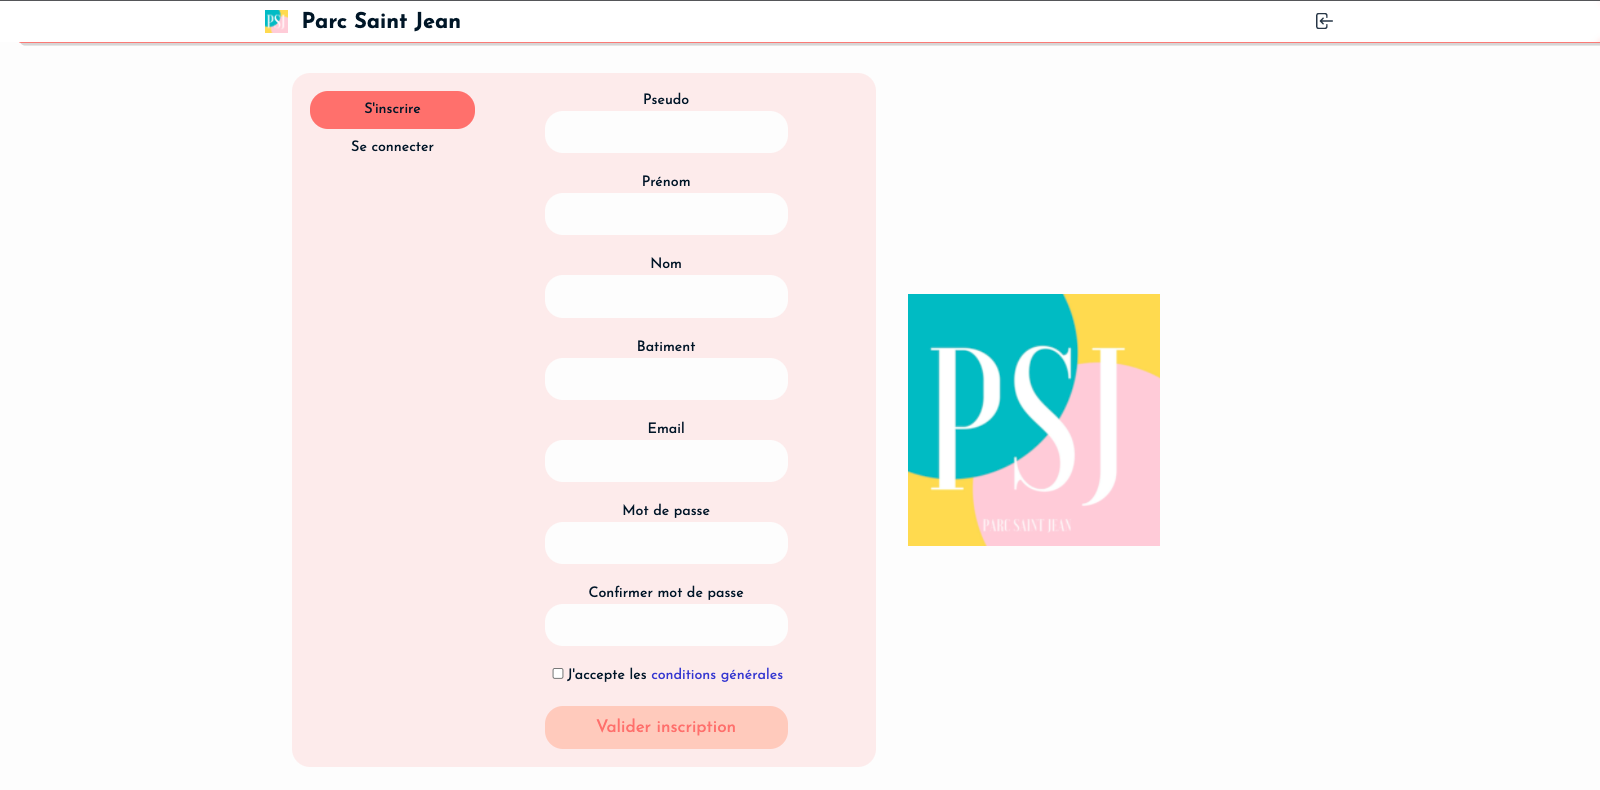 PSJ
Parc Saint Jean
S'inscrire
Se connecter
Pseudo
Prénom
Nom
Batiment
Email
Mot de passe
Confirmer mot de passe
J'accepte les conditions générales
Valider inscription
PSJ
PARC SAINT JEAN